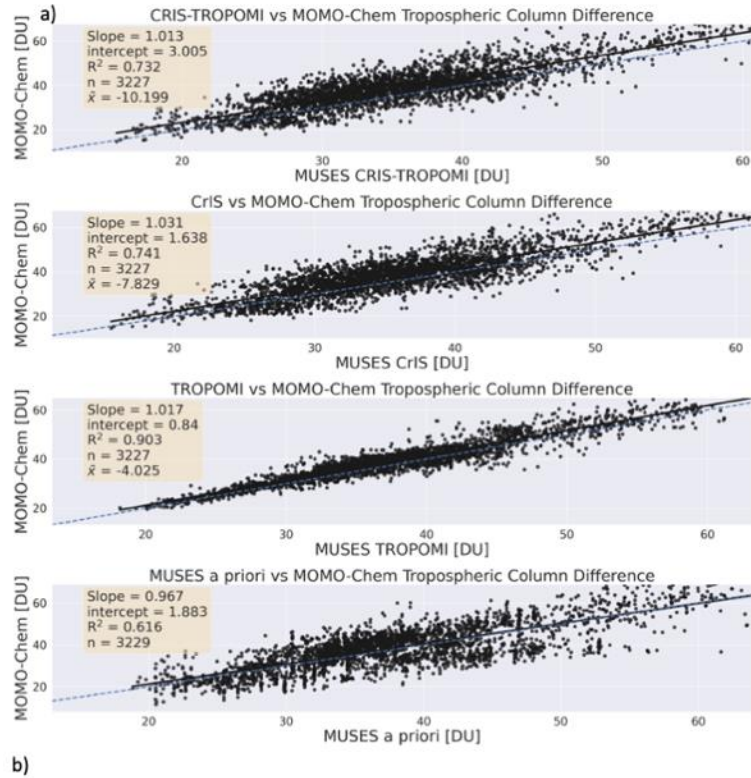 a)
CRIS-TROPOMI vs MOMO-Chem Tropospheric Column Difference
MOMO-Chem [DU]
60
40
20
Slope = 1.013
intercept = 3.005
R² = 0.732
n = 3227
x̃ = -10.199
20 30 40 50 60
MUSES CRIS-TROPOMI [DU]
CrIS vs MOMO-Chem Tropospheric Column Difference
MOMO-Chem [DU]
60
40
20
Slope = 1.031
intercept = 1.638
R² = 0.741
n = 3227
x̃ = -7.829
20 30 40 50 60
MUSES CrIS [DU]
TROPOMI vs MOMO-Chem Tropospheric Column Difference
MOMO-Chem [DU]
60
40
20
Slope = 1.017
intercept = 0.84
R² = 0.903
n = 3227
x̃ = -4.025
20 30 40 50 60
MUSES TROPOMI [DU]
MUSES a priori vs MOMO-Chem Tropospheric Column Difference
MOMO-Chem [DU]
60
40
20
Slope = 0.967
intercept = 1.883
R² = 0.616
n = 3229
20 30 40 50 60
MUSES a priori [DU]
b)